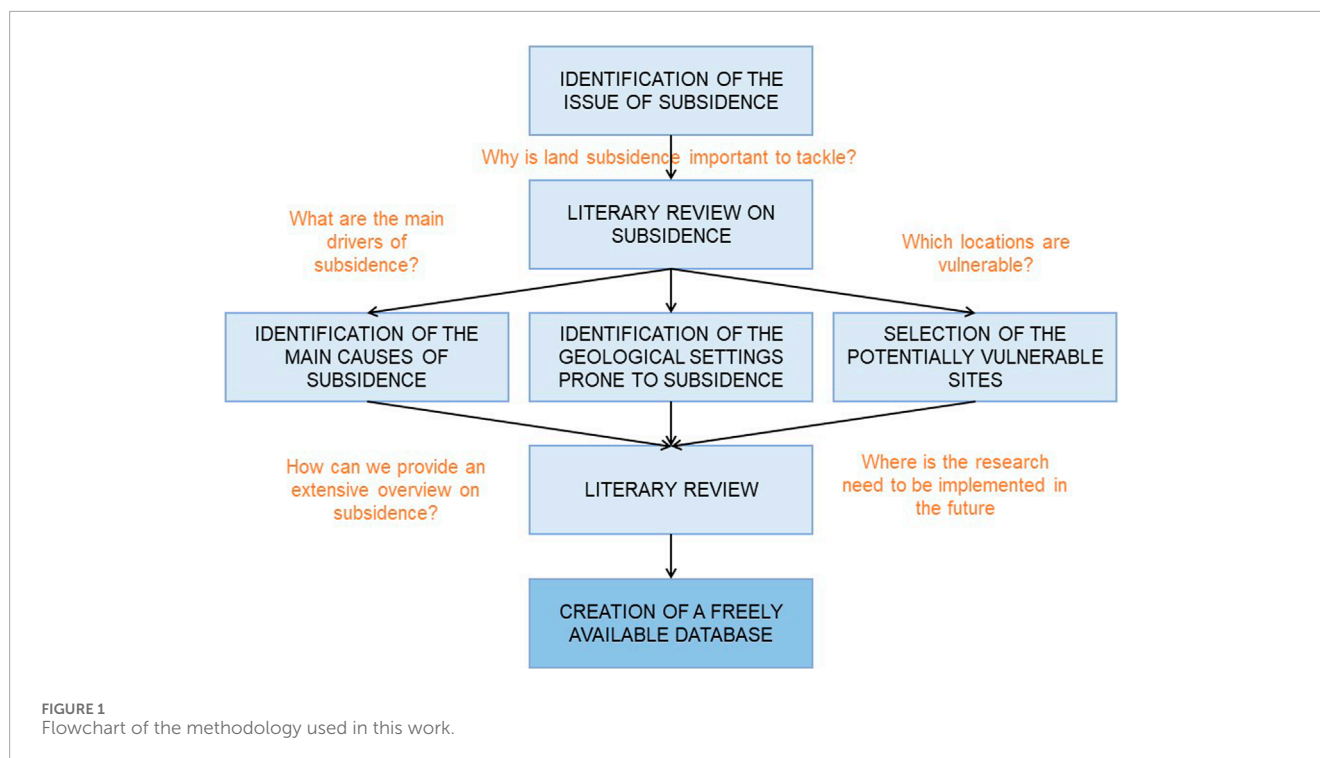 IDENTIFICATION OF THE
ISSUE OF SUBSIDENCE
Why is land subsidence important to tackle?
LITERARY REVIEW ON
SUBSIDENCE
What are the main
drivers of
subsidence?
Which locations are
vulnerable?
IDENTIFICATION OF THE
MAIN CAUSES OF
SUBSIDENCE
IDENTIFICATION OF THE
GEOLOGICAL SETTINGS
PRONE TO SUBSIDENCE
SELECTION OF THE
POTENTIALLY VULNERABLE
SITES
How can we provide an
extensive overview on
subsidence?
LITERARY REVIEW
Where is the research
need to be implemented in
the future
CREATION OF A FREELY
AVAILABLE DATABASE
FIGURE 1
Flowchart of the methodology used in this work.